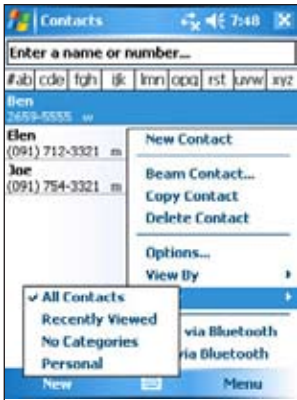 Contacts 7:48
Enter a name or number...
#ab cde fgh ijk lmn opq rst uvw xyz
Ben
2659-5555 w
Elen
(091) 712-3321 m
Joe
(091) 754-3321 m
New Contact
Beam Contact...
Copy Contact
Delete Contact
Options...
View By
All Contacts
Recently Viewed
No Categories
Personal
via Bluetooth
via Bluetooth
New Menu